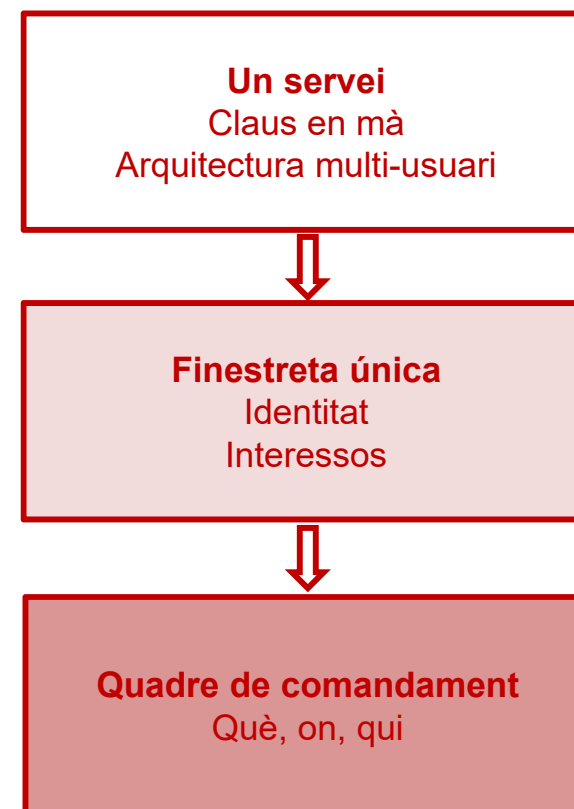 Un servei
Claus en mà
Arquitectura multi-usuari
Finestreta única
Identitat
Interessos
Quadre de comandament
Què, on, qui